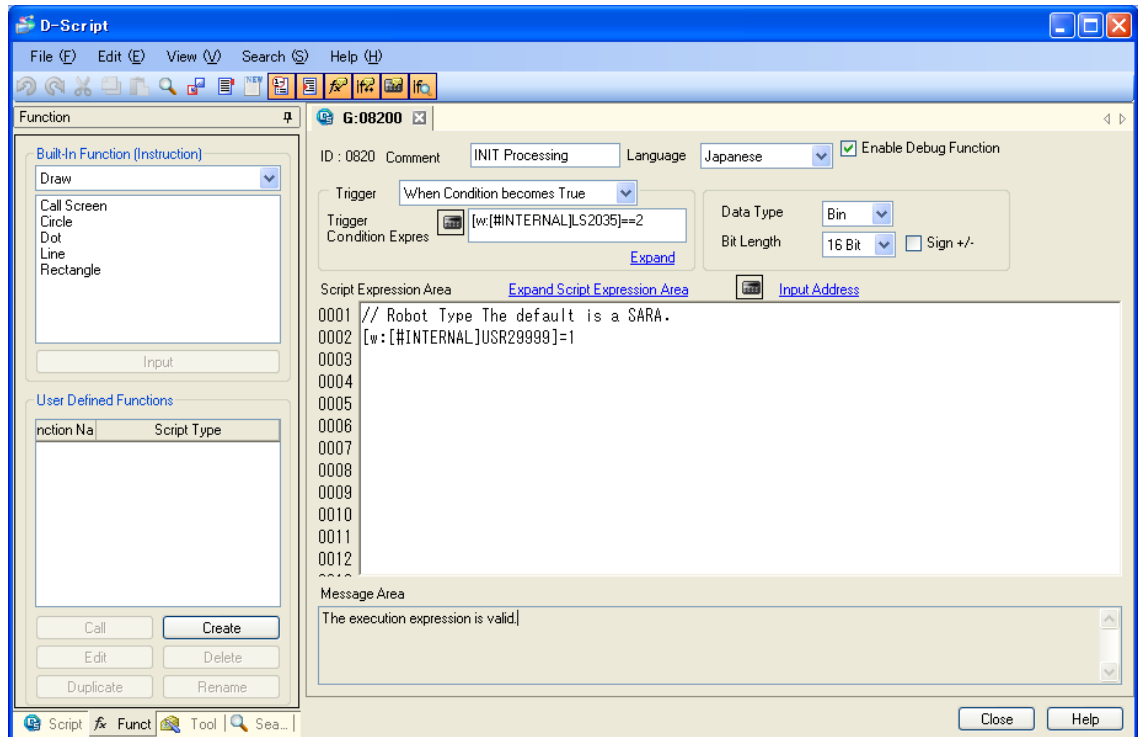 D-Script
File (F) Edit (E) View (V) Search (S) Help (H)
NEW
Function
Built-In Function (Instruction)
Draw
Call Screen
Circle
Dot
Line
Rectangle
Input
User Defined Functions
nction Na Script Type
Call Create
Edit Delete
Duplicate Rename
Script fx Funct Tool Sea...
G:08200
ID : 0820 Comment INIT Processing Language Japanese Enable Debug Function
Trigger When Condition becomes True
Trigger
Condition Expres [w:[#INTERNAL]LS2035]==2
Expand
Data Type Bin
Bit Length 16 Bit Sign +/-
Script Expression Area Expand Script Expression Area Input Address
0001 // Robot Type The default is a SARA.
0002 [w:[#INTERNAL]USR29999]=1
0003
0004
0005
0006
0007
0008
0009
0010
0011
0012
Message Area
The execution expression is valid.
Close Help